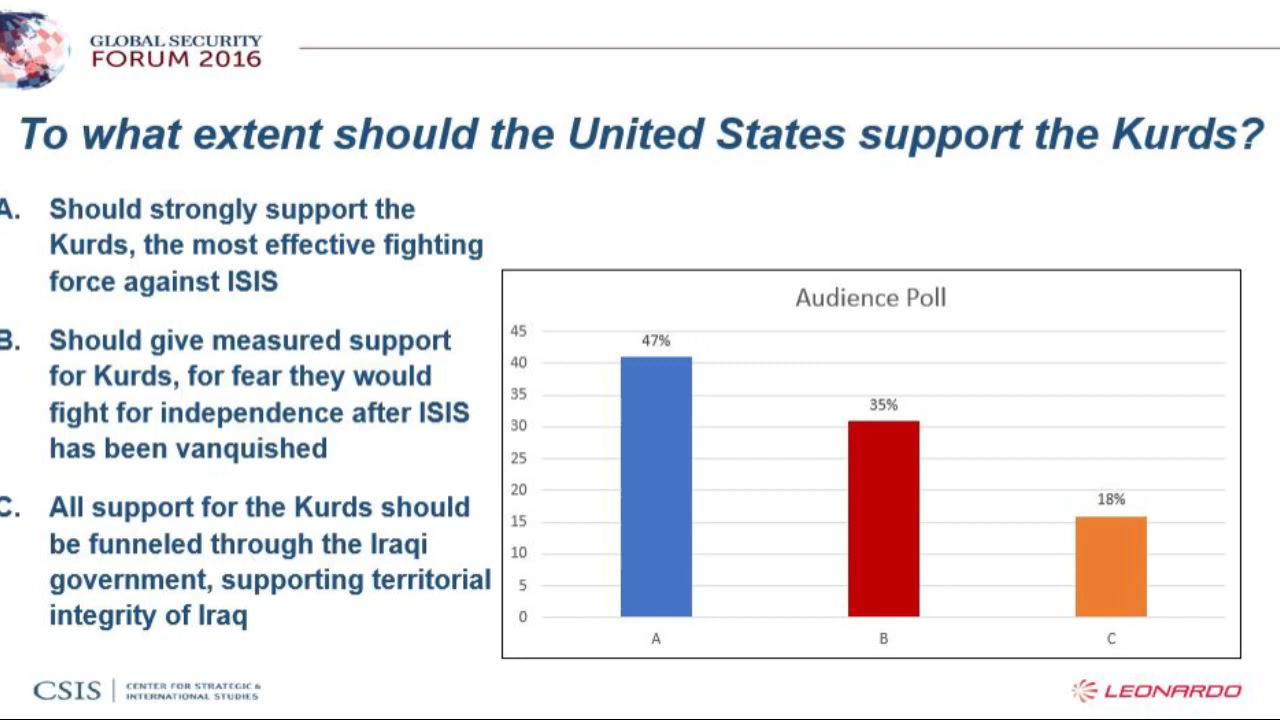 GLOBAL SECURITY
FORUM 2016
To what extent should the United States support the Kurds?
A. Should strongly support the
Kurds, the most effective fighting
force against ISIS
B. Should give measured support
for Kurds, for fear they would
fight for independence after ISIS
has been vanquished
C. All support for the Kurds should
be funneled through the Iraqi
government, supporting territorial
integrity of Iraq
Audience Poll
45
40
35
30
25
20
15
10
5
0
47%
35%
18%
A
B
C
CSIS
CENTER FOR STRATEGIC &
INTERNATIONAL STUDIES
LEONARDO